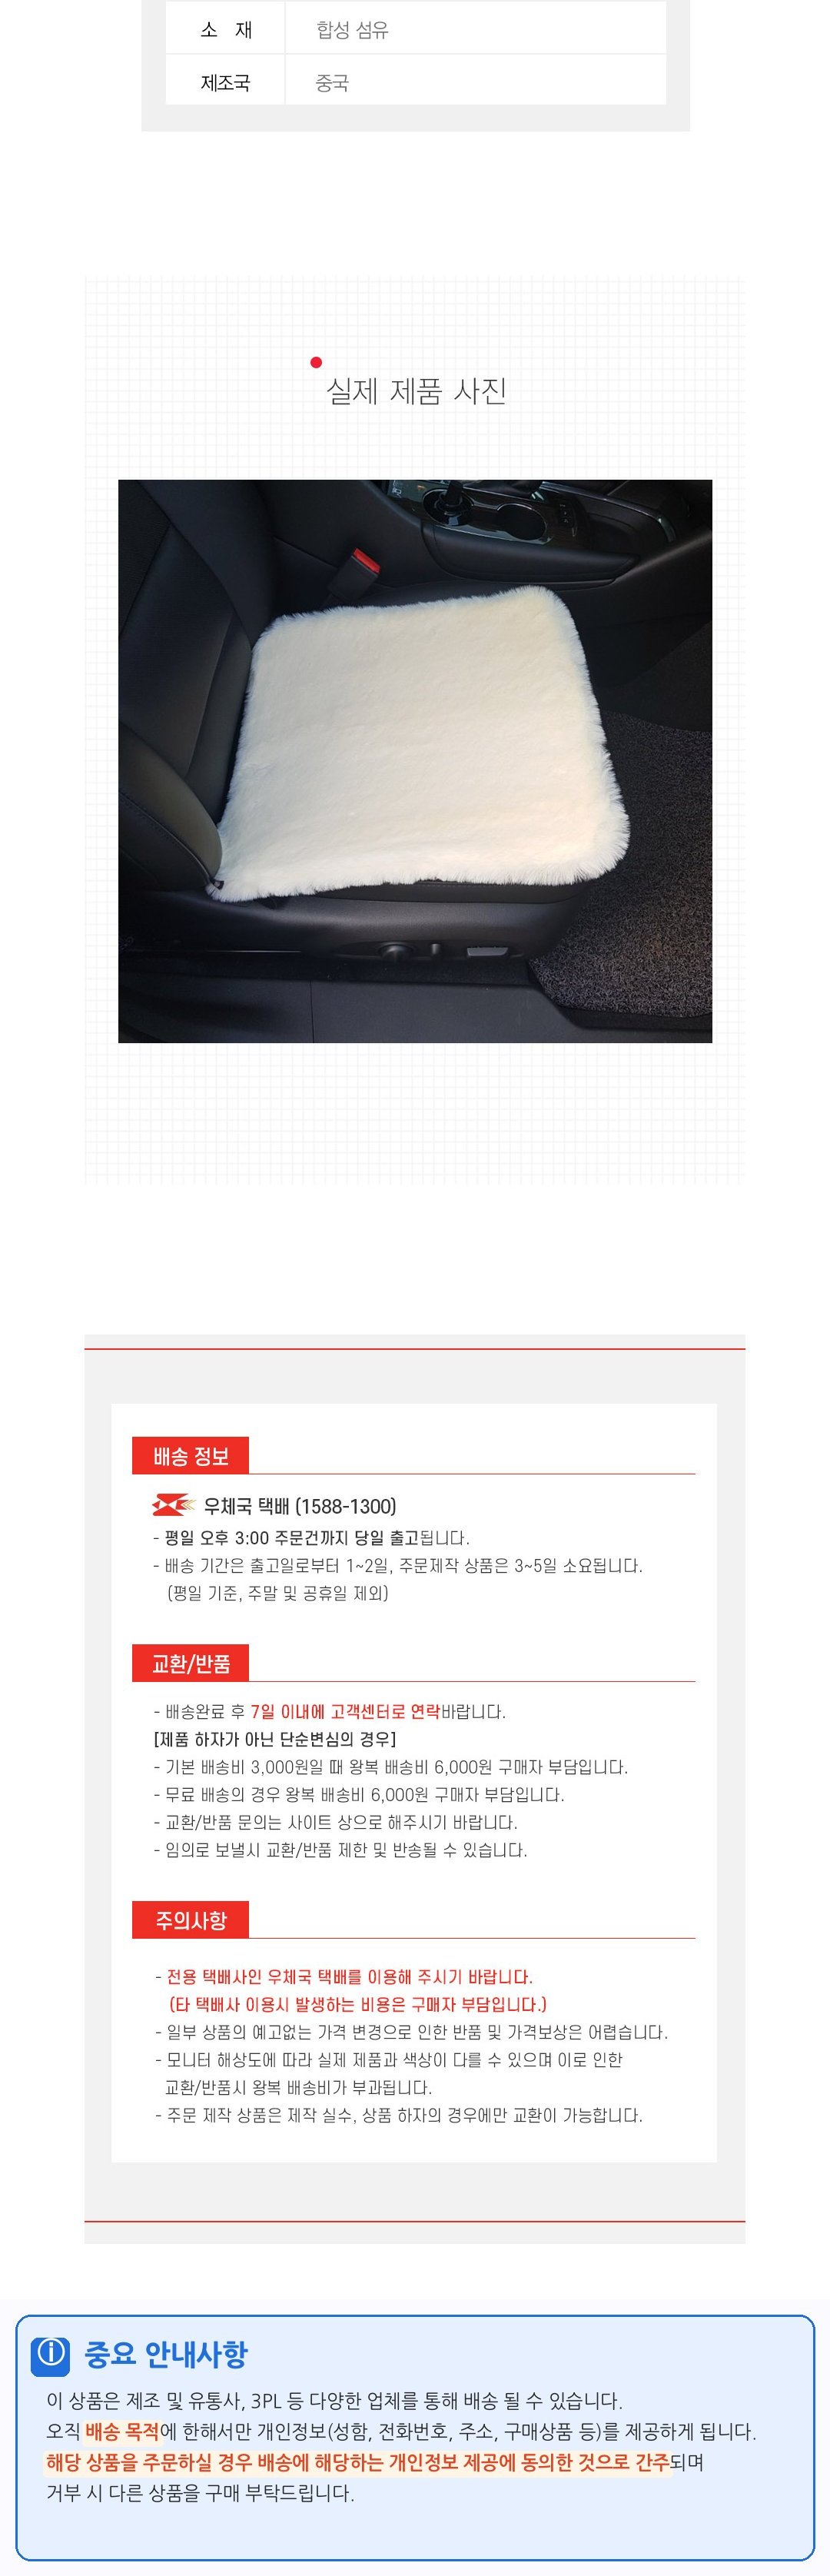 소 재 합성 섬유
제조국 중국
실제 제품 사진
배송 정보
우체국 택배 (1588-1300)
- 평일 오후 3:00 주문건까지 당일 출고됩니다.
- 배송 기간은 출고일로부터 1~2일, 주문제작 상품은 3~5일 소요됩니다.
(평일 기준, 주말 및 공휴일 제외)
교환/반품
- 배송완료 후 7일 이내에 고객센터로 연락바랍니다.
[제품 하자가 아닌 단순변심의 경우]
- 기본 배송비 3,000원일 때 왕복 배송비 6,000원 구매자 부담입니다.
- 무료 배송의 경우 왕복 배송비 6,000원 구매자 부담입니다.
- 교환/반품 문의는 사이트 상으로 해주시기 바랍니다.
- 임의로 보낼시 교환/반품 제한 및 반송될 수 있습니다.
주의사항
- 전용 택배사인 우체국 택배를 이용해 주시기 바랍니다.
(타 택배사 이용시 발생하는 비용은 구매자 부담입니다.)
- 일부 상품의 예고없는 가격 변경으로 인한 반품 및 가격보상은 어렵습니다.
- 모니터 해상도에 따라 실제 제품과 색상이 다를 수 있으며 이로 인한
교환/반품시 왕복 배송비가 부과됩니다.
- 주문 제작 상품은 제작 실수, 상품 하자의 경우에만 교환이 가능합니다.
중요 안내사항
이 상품은 제조 및 유통사, 3PL 등 다양한 업체를 통해 배송 될 수 있습니다.
오직 배송 목적에 한해서만 개인정보(성함, 전화번호, 주소, 구매상품 등)를 제공하게 됩니다.
해당 상품을 주문하실 경우 배송에 해당하는 개인정보 제공에 동의한 것으로 간주되며
거부 시 다른 상품을 구매 부탁드립니다.